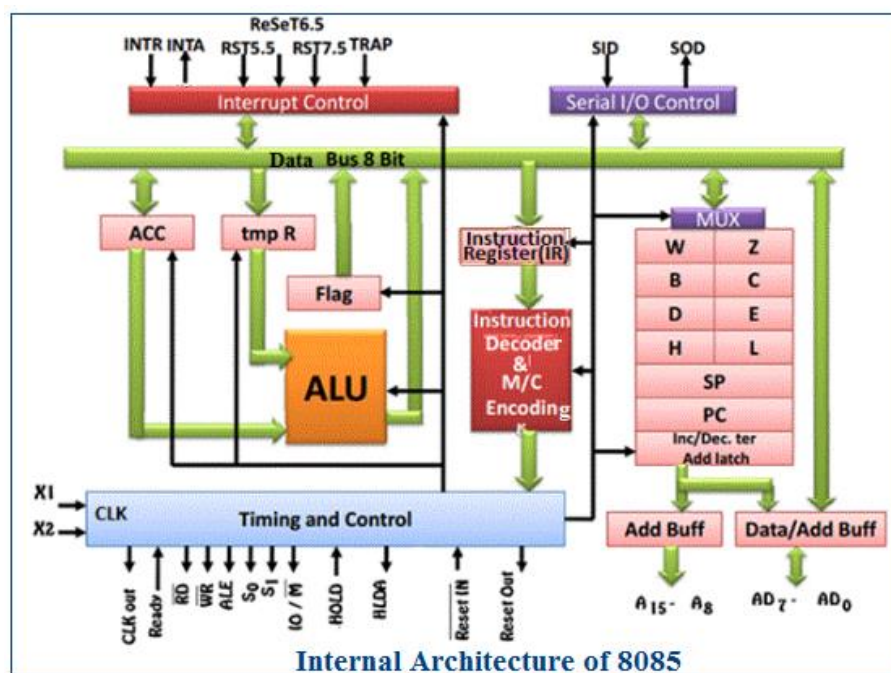 ReSeT6.5
INTR INTA RST5.5 RST7.5 TRAP
SID SOD
Interrupt Control
Serial I/O Control
Data Bus 8 Bit
ACC
tmp R
Flag
ALU
Instruction
Register(IR)
Instruction
Decoder
&
M/C
Encoding
MUX
W Z
B C
D E
H L
SP
PC
Inc/Dec. ter
Add latch
X1
X2
CLK
Timing and Control
Add Buff
Data/Add Buff
CLK out
Ready
RD
WR
ALE
S0
S1
IO / M
HOLD
HLDA
Reset IN
Reset Out
A15- A8
AD7- AD0
Internal Architecture of 8085